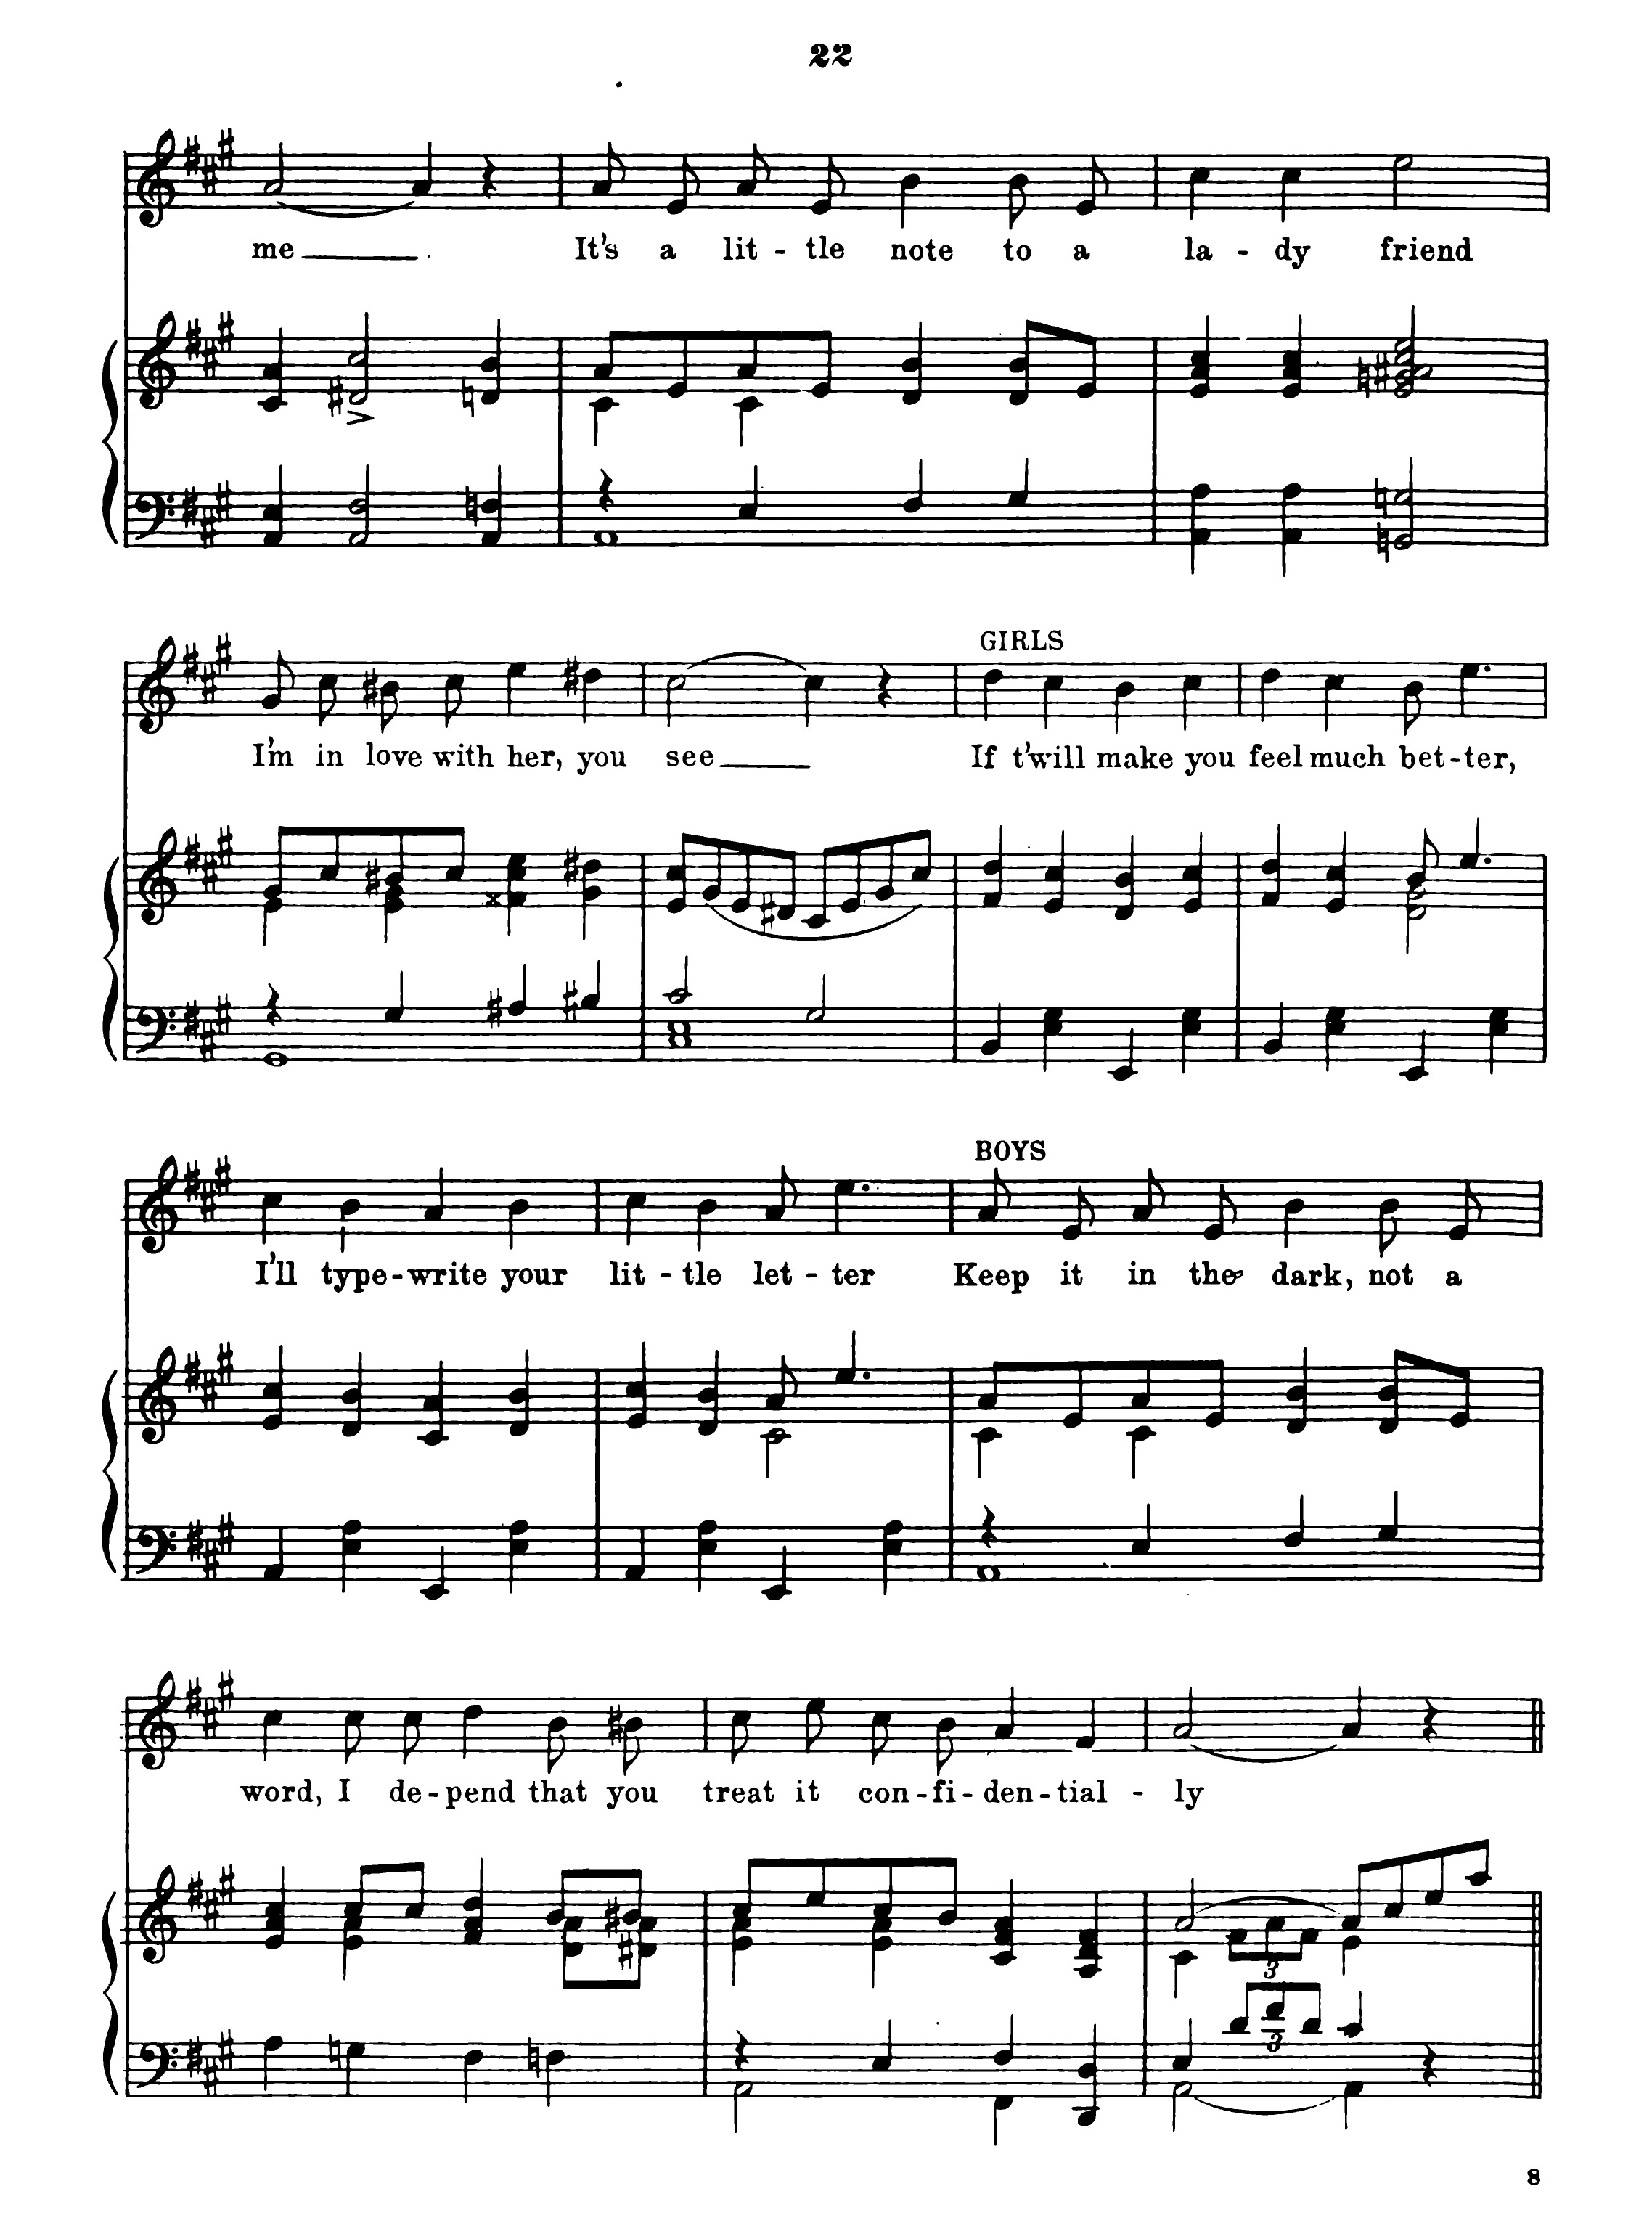 22
me
It's a lit - tle note to a la - dy friend
GIRLS
I'm in love with her, you see If t'will make you feel much bet - ter,
BOYS
I'll type - write your lit - tle let - ter Keep it in the dark, not a
word, I de - pend that you treat it con - fi - den - tial - ly
3
3
8